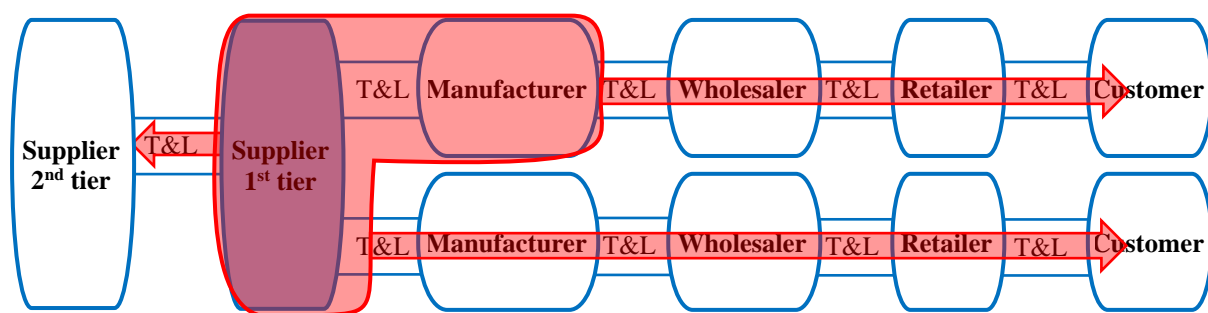 T&L Manufacturer T&L Wholesaler T&L Retailer T&L Customer
Supplier 2nd tier T&L Supplier 1st tier
T&L Manufacturer T&L Wholesaler T&L Retailer T&L Customer